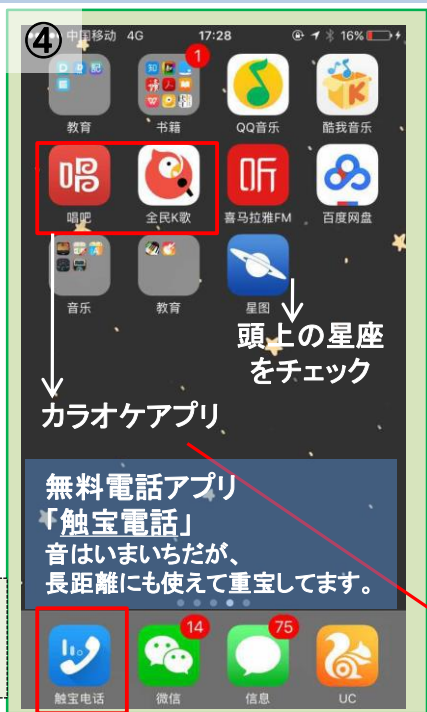 ④
中国移动 4G 17:28 16%
1
教育 书籍 QQ音乐 酷我音乐
唱吧 听
唱吧 全民K歌 喜马拉雅FM 百度网盘
音乐 教育 星图
頭上の星座
をチェック
カラオケアプリ
無料電話アプリ
「触宝電話」
音はいまいちだが、
長距離にも使えて重宝してます。
14 75
触宝电话 微信 信息 UC